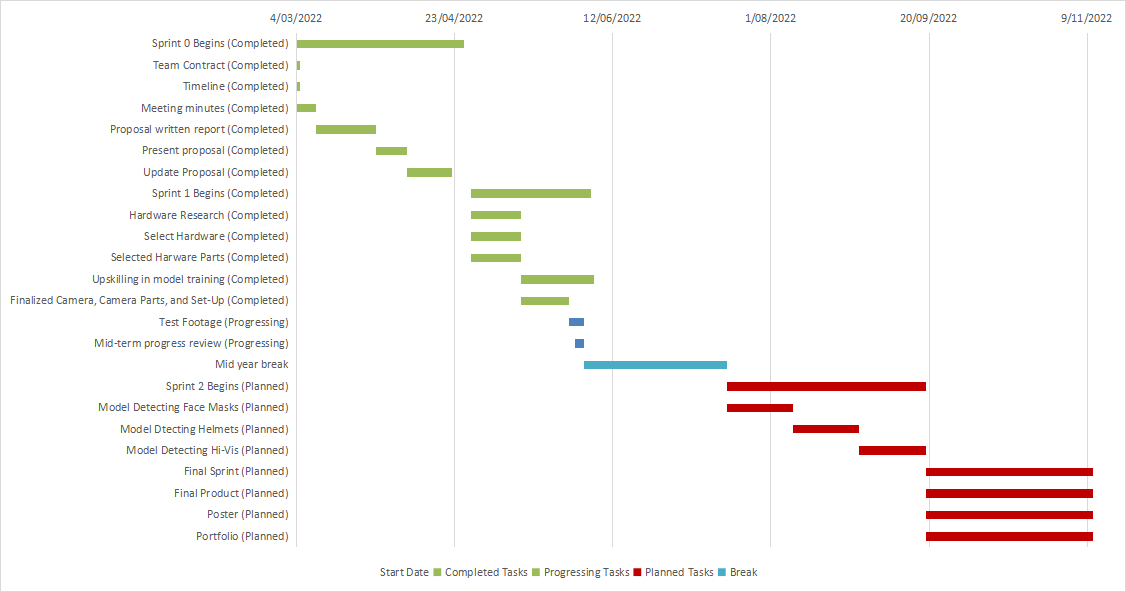 4/03/2022 23/04/2022 12/06/2022 1/08/2022 20/09/2022 9/11/2022
Sprint 0 Begins (Completed)
Team Contract (Completed)
Timeline (Completed)
Meeting minutes (Completed)
Proposal written report (Completed)
Present proposal (Completed)
Update Proposal (Completed)
Sprint 1 Begins (Completed)
Hardware Research (Completed)
Select Hardware (Completed)
Selected Harware Parts (Completed)
Upskilling in model training (Completed)
Finalized Camera, Camera Parts, and Set-Up (Completed)
Test Footage (Progressing)
Mid-term progress review (Progressing)
Mid year break
Sprint 2 Begins (Planned)
Model Detecting Face Masks (Planned)
Model Dtecting Helmets (Planned)
Model Detecting Hi-Vis (Planned)
Final Sprint (Planned)
Final Product (Planned)
Poster (Planned)
Portfolio (Planned)
Start Date Completed Tasks Progressing Tasks Planned Tasks Break